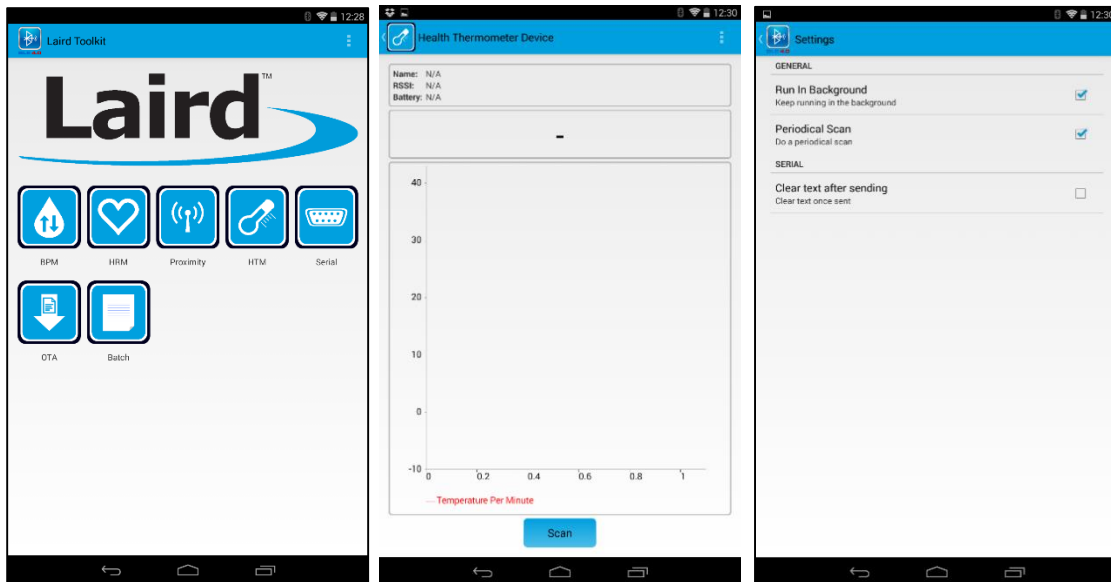 12:28
Laird Toolkit
Laird™
BPM
HRM
Proximity
HTM
Serial
OTA
Batch
12:30
Health Thermometer Device
Name: N/A
RSSI: N/A
Battery: N/A
-
40
30
20
10
0
-10
0 0.2 0.4 0.6 0.8 1
Temperature Per Minute
Scan
12:30
Settings
GENERAL
Run In Background
Keep running in the background
Periodical Scan
Do a periodical scan
SERIAL
Clear text after sending
Clear text once sent